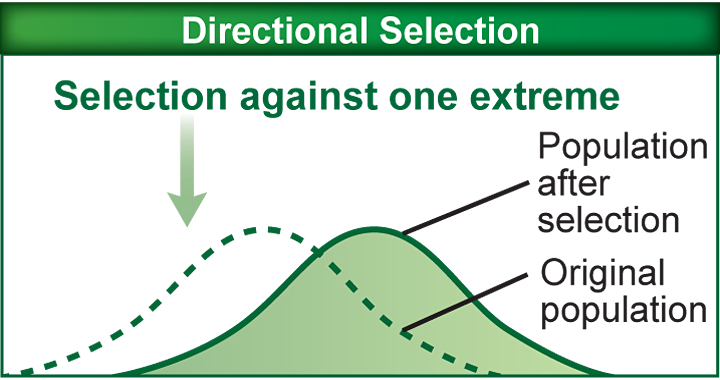 Directional Selection
Selection against one extreme
Population
after
selection
Original
population